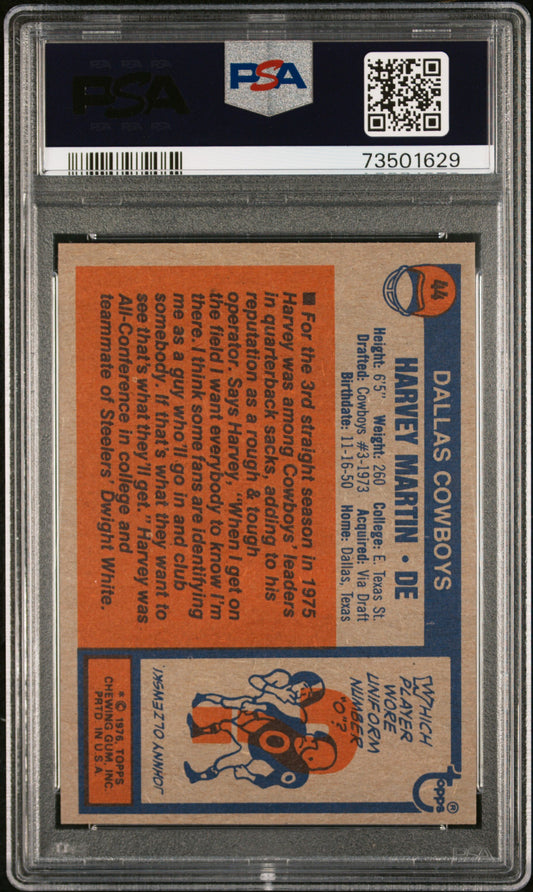 PSA
PSA
73501629
44
DALLAS COWBOYS
HARVEY MARTIN • DE
Height: 6'5" Weight: 260 College: E. Texas St.
Drafted: Cowboys #3-1973 Acquired: Via Draft
Birthdate: 11-16-50 Home: Dallas, Texas
■ For the 3rd straight season in 1975
Harvey was among Cowboys' leaders
in quarterback sacks, adding to his
reputation as a rough & tough
operator. Says Harvey, "When I get on
the field I want everybody to know I'm
there. I think some fans are identifying
me as a guy who'll go in and club
somebody. If that's what they want to
see that's what they'll get." Harvey was
All-Conference in college and
teammate of Steelers' Dwight White.
topps®
WHICH
PLAYER
WORE
UNIFORM
NUMBER
"O"?
O
JOHNNY OLZEWSKI
* © 1976, TOPPS
CHEWING GUM, INC.
PRTD IN U.S.A.
PSA